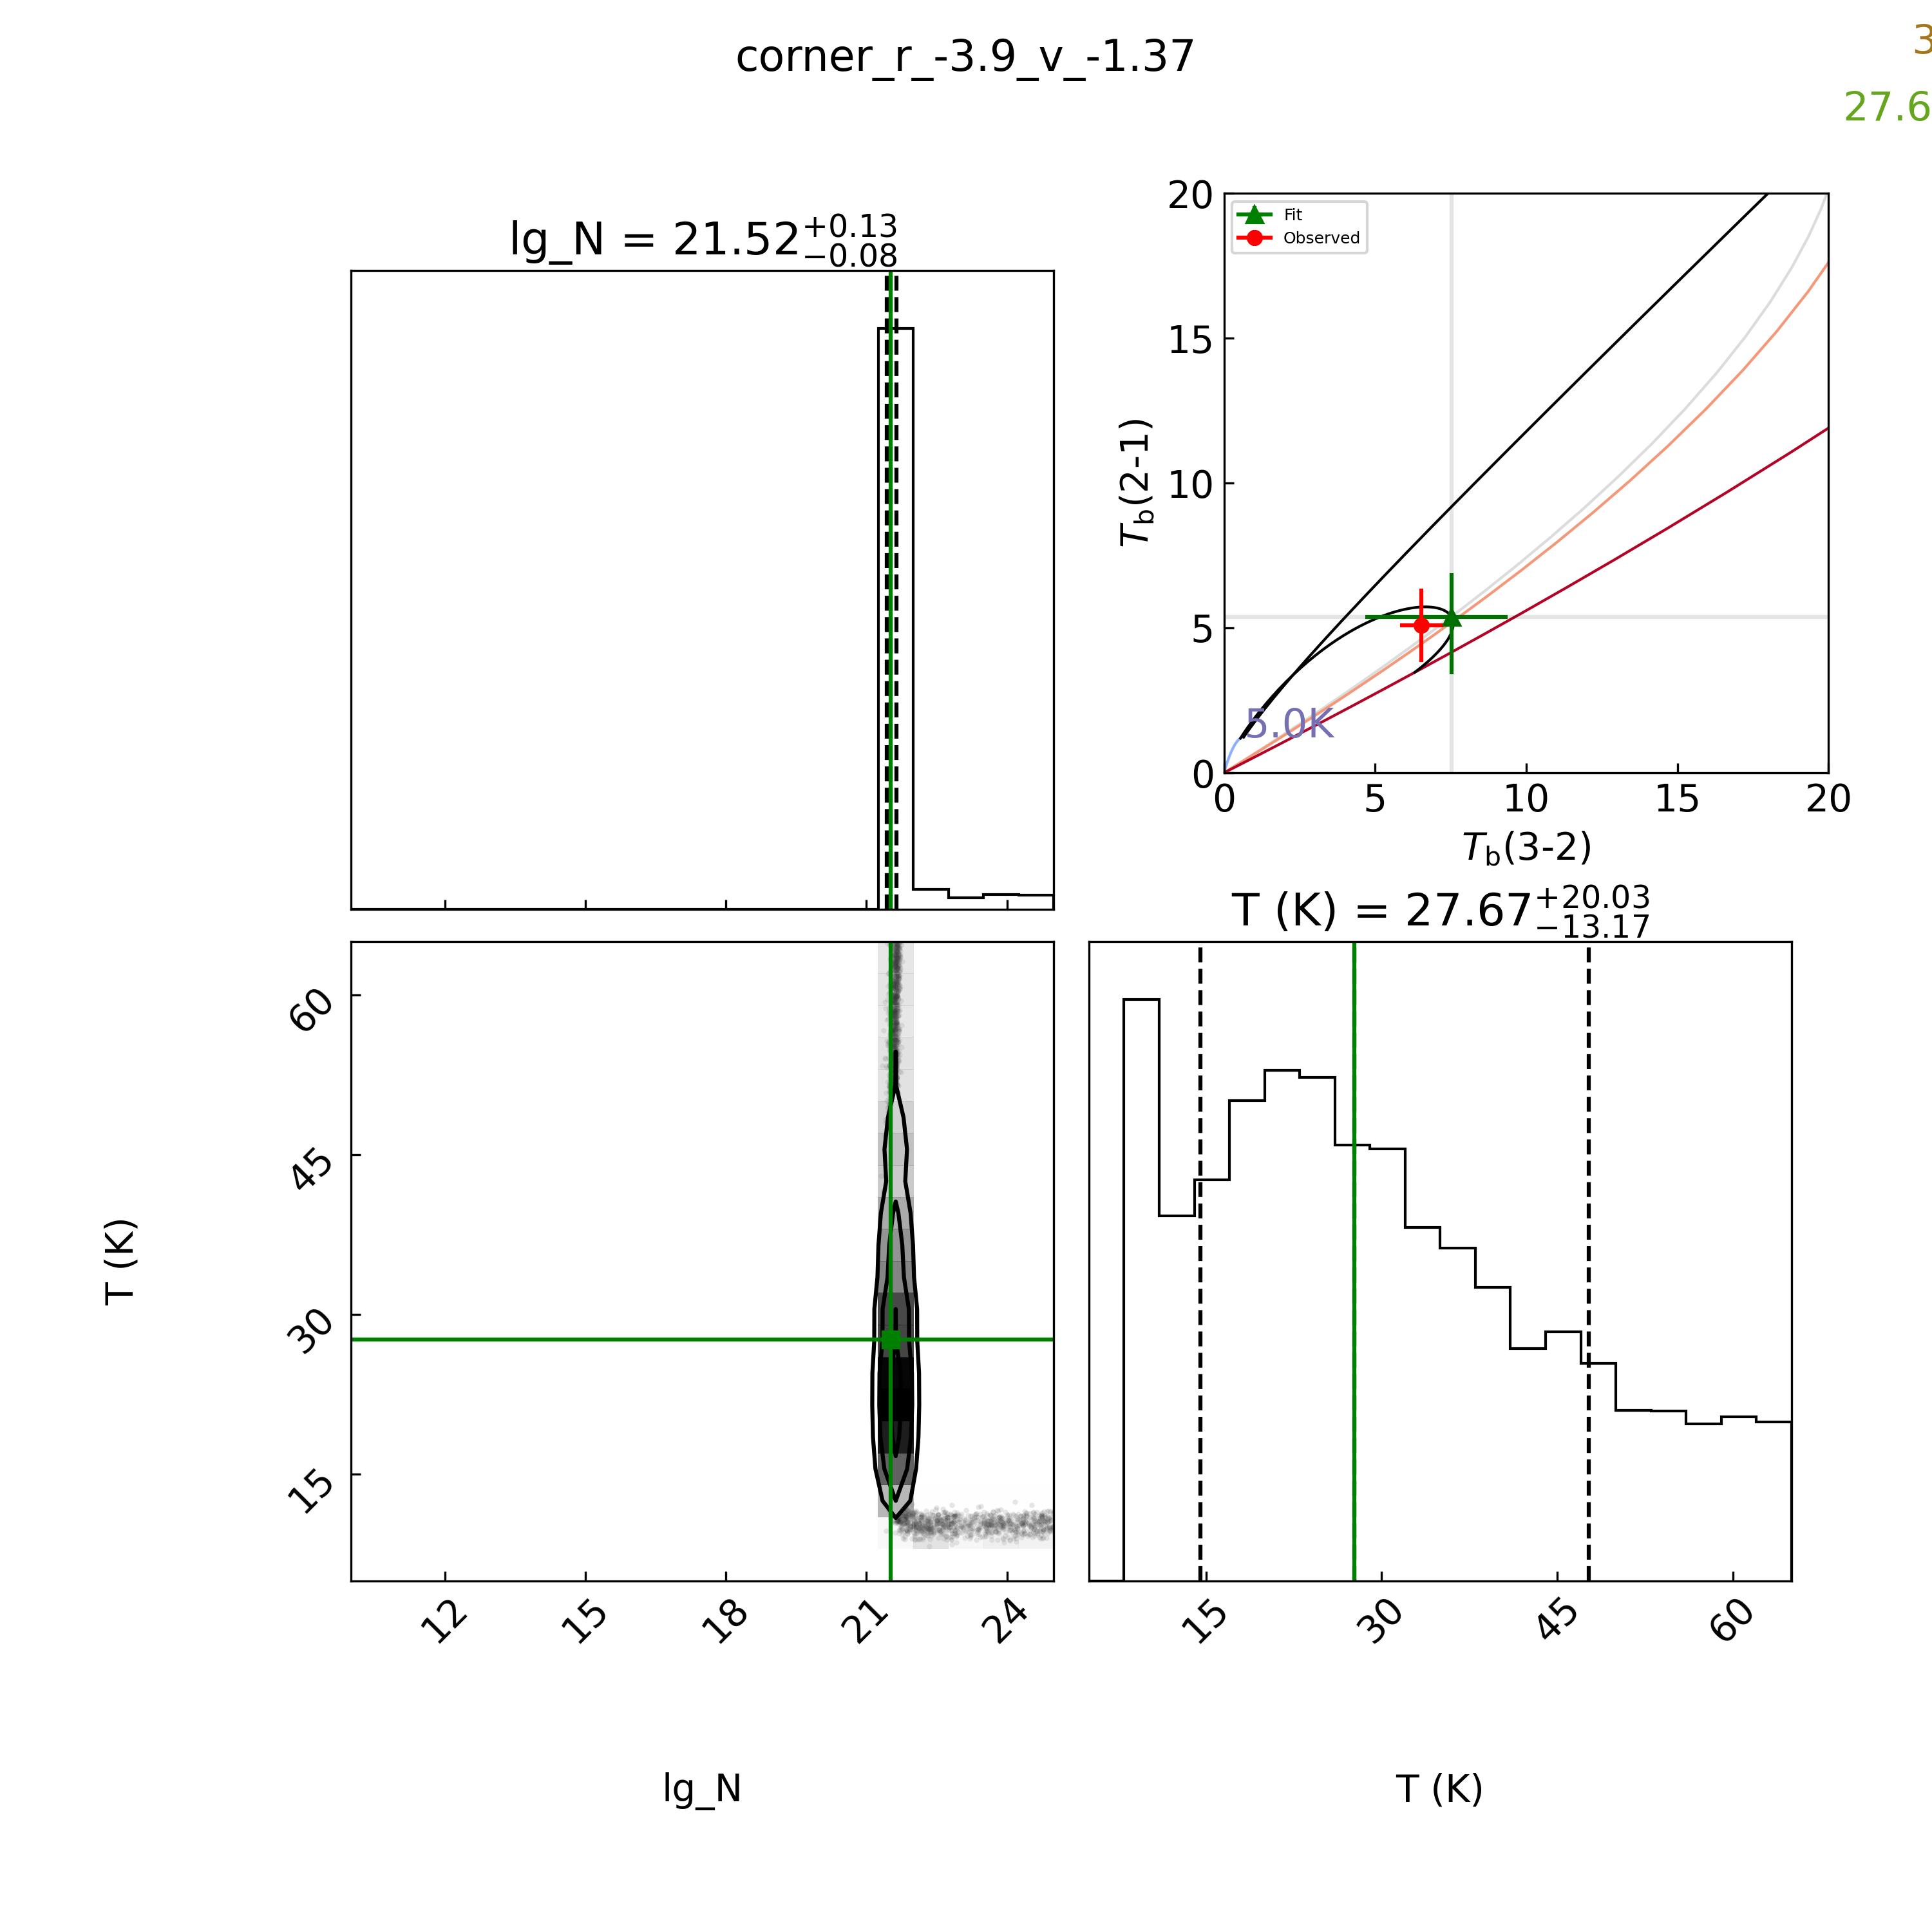 3
corner_r_-3.9_v_-1.37
27.6
lg_N = 21.52 +0.13 −0.08
20
15
10
5
0
T_b(2-1)
Fit
Observed
5.0K
0 5 10 15 20
T_b(3-2)
T (K) = 27.67 +20.03 −13.17
60
45
30
15
T (K)
12 15 18 21 24
15 30 45 60
lg_N
T (K)